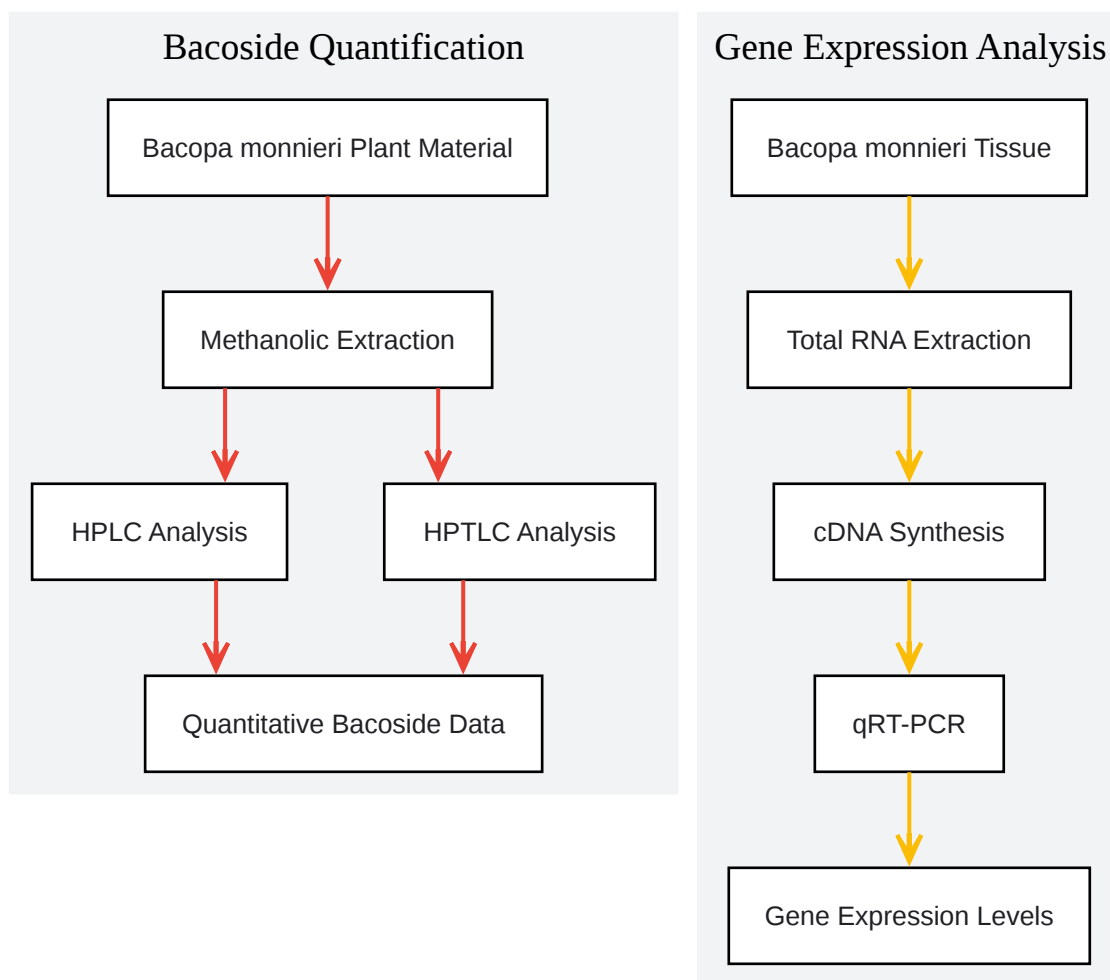 Bacoside Quantification
Bacopa monnieri Plant Material
Methanolic Extraction
HPLC Analysis
HPTLC Analysis
Quantitative Bacoside Data
Gene Expression Analysis
Bacopa monnieri Tissue
Total RNA Extraction
cDNA Synthesis
qRT-PCR
Gene Expression Levels